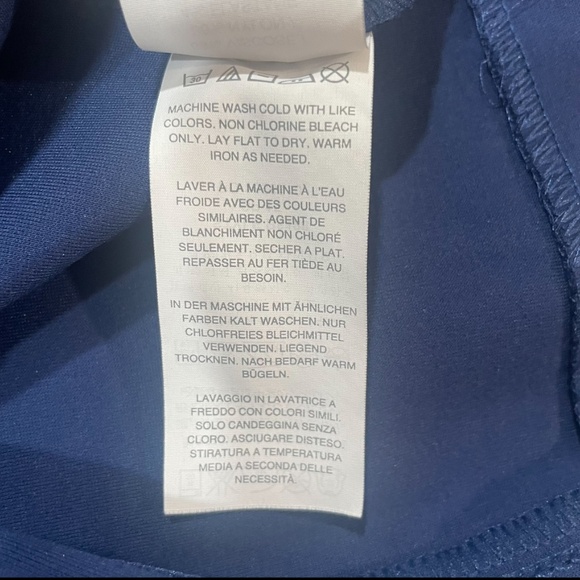 30
MACHINE WASH COLD WITH LIKE
COLORS. NON CHLORINE BLEACH
ONLY. LAY FLAT TO DRY. WARM
IRON AS NEEDED.
LAVER À LA MACHINE À L'EAU
FROIDE AVEC DES COULEURS
SIMILAIRES. AGENT DE
BLANCHIMENT NON CHLORÉ
SEULEMENT. SECHER A PLAT.
REPASSER AU FER TIÈDE AU
BESOIN.
IN DER MASCHINE MIT ÄHNLICHEN
FARBEN KALT WASCHEN. NUR
CHLORFREIES BLEICHMITTEL
VERWENDEN. LIEGEND
TROCKNEN. NACH BEDARF WARM
BÜGELN.
LAVAGGIO IN LAVATRICE A
FREDDO CON COLORI SIMILI.
SOLO CANDEGGINA SENZA
CLORO. ASCIUGARE DISTESO.
STIRATURA A TEMPERATURA
MEDIA A SECONDA DELLE
NECESSITÀ.